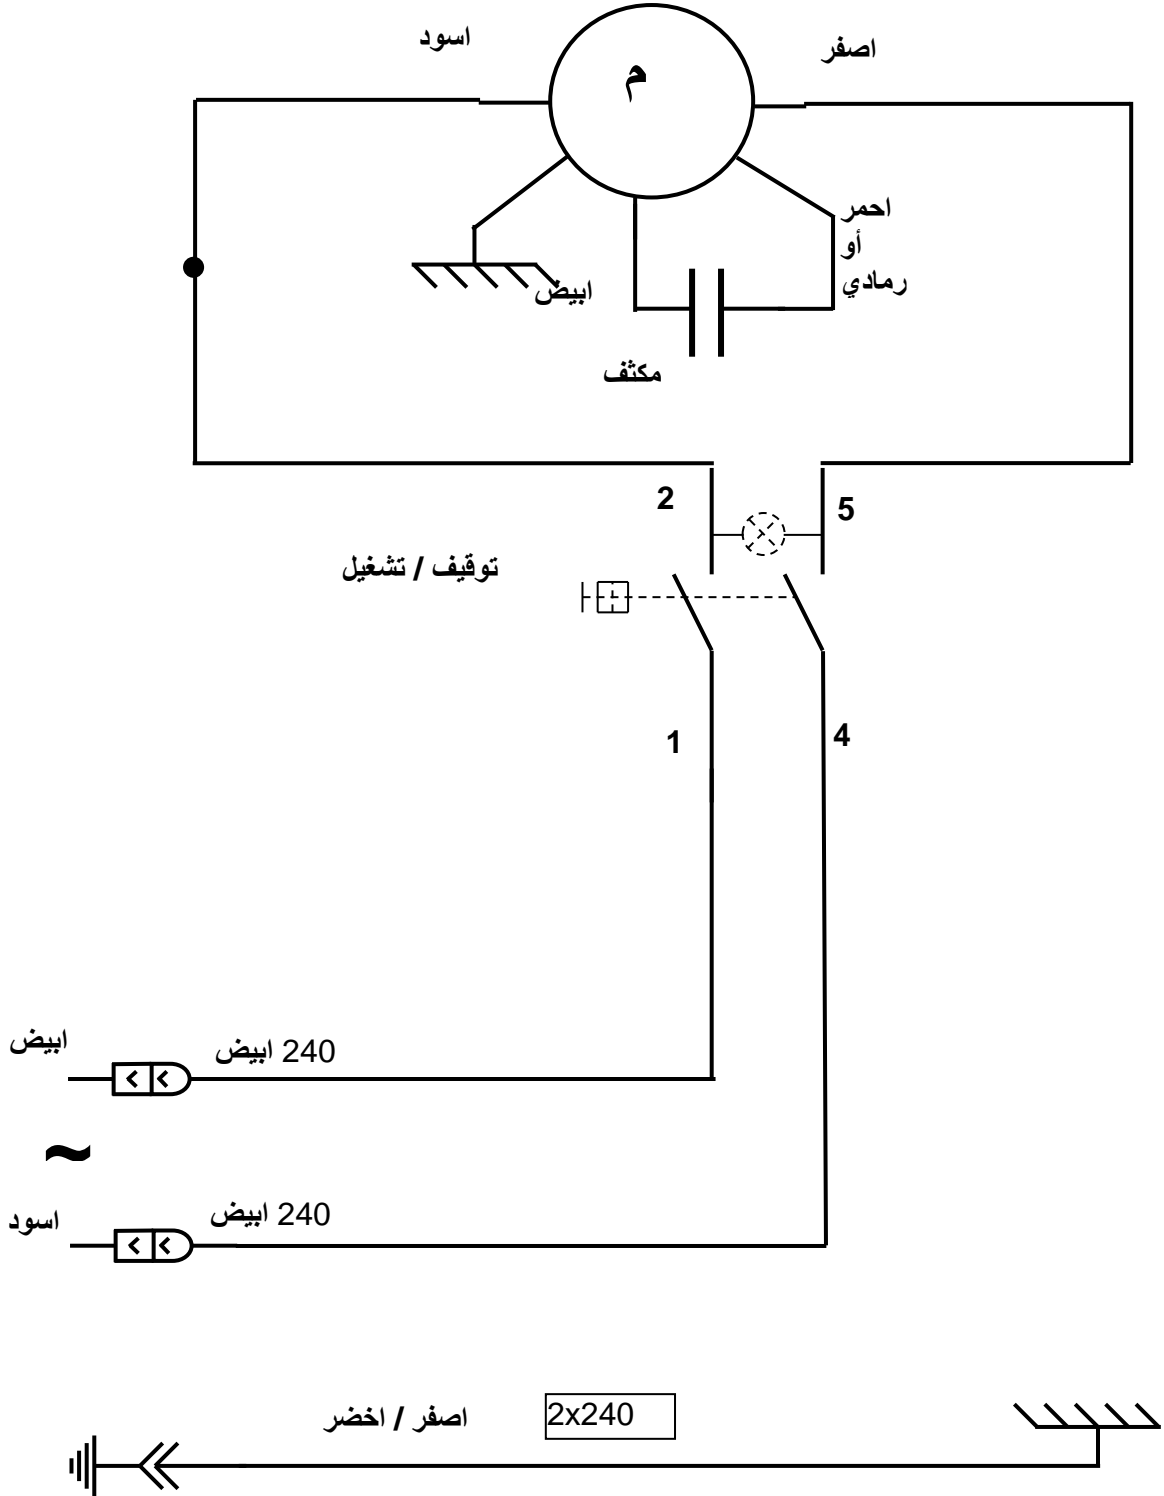 اسود
اصفر
م
احمر
أو
رمادي
ابيض
مكثف
2
5
توقيف / تشغيل
1
4
ابيض
240 ابيض
~
اسود
240 ابيض
اصفر / اخضر
2x240